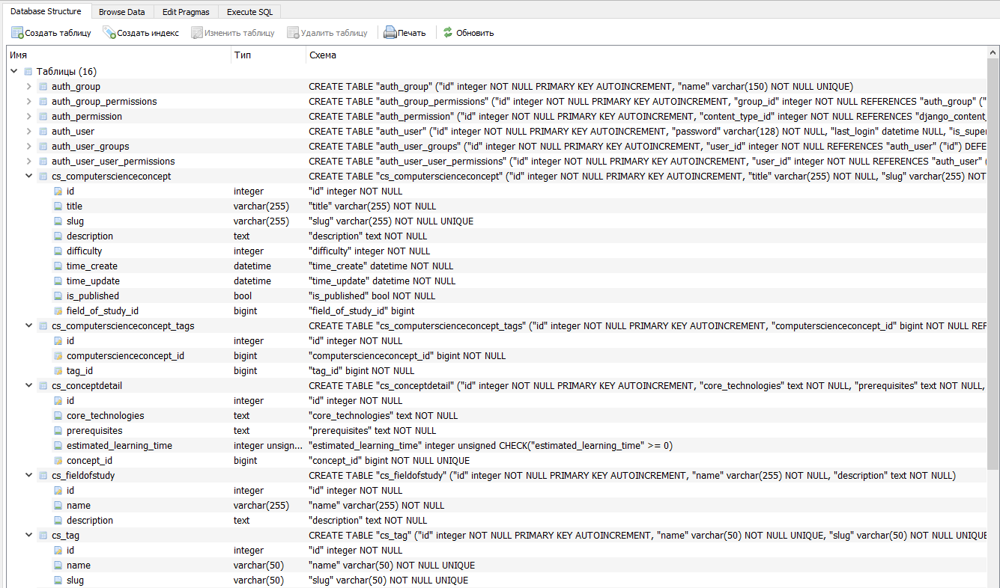 Database Structure Browse Data Edit Pragmas Execute SQL
Создать таблицу Создать индекс Изменить таблицу Удалить таблицу Печать Обновить
Имя Тип Схема
Таблицы (16)
auth_group CREATE TABLE "auth_group" ("id" integer NOT NULL PRIMARY KEY AUTOINCREMENT, "name" varchar(150) NOT NULL UNIQUE)
auth_group_permissions CREATE TABLE "auth_group_permissions" ("id" integer NOT NULL PRIMARY KEY AUTOINCREMENT, "group_id" integer NOT NULL REFERENCES "auth_group" ("
auth_permission CREATE TABLE "auth_permission" ("id" integer NOT NULL PRIMARY KEY AUTOINCREMENT, "content_type_id" integer NOT NULL REFERENCES "django_content_
auth_user CREATE TABLE "auth_user" ("id" integer NOT NULL PRIMARY KEY AUTOINCREMENT, "password" varchar(128) NOT NULL, "last_login" datetime NULL, "is_super
auth_user_groups CREATE TABLE "auth_user_groups" ("id" integer NOT NULL PRIMARY KEY AUTOINCREMENT, "user_id" integer NOT NULL REFERENCES "auth_user" ("id") DEFE
auth_user_user_permissions CREATE TABLE "auth_user_user_permissions" ("id" integer NOT NULL PRIMARY KEY AUTOINCREMENT, "user_id" integer NOT NULL REFERENCES "auth_user" (
cs_computerscienceconcept CREATE TABLE "cs_computerscienceconcept" ("id" integer NOT NULL PRIMARY KEY AUTOINCREMENT, "title" varchar(255) NOT NULL, "slug" varchar(255) NOT
id integer "id" integer NOT NULL
title varchar(255) "title" varchar(255) NOT NULL
slug varchar(255) "slug" varchar(255) NOT NULL UNIQUE
description text "description" text NOT NULL
difficulty integer "difficulty" integer NOT NULL
time_create datetime "time_create" datetime NOT NULL
time_update datetime "time_update" datetime NOT NULL
is_published bool "is_published" bool NOT NULL
field_of_study_id bigint "field_of_study_id" bigint
cs_computerscienceconcept_tags CREATE TABLE "cs_computerscienceconcept_tags" ("id" integer NOT NULL PRIMARY KEY AUTOINCREMENT, "computerscienceconcept_id" bigint NOT NULL REF
id integer "id" integer NOT NULL
computerscienceconcept_id bigint "computerscienceconcept_id" bigint NOT NULL
tag_id bigint "tag_id" bigint NOT NULL
cs_conceptdetail CREATE TABLE "cs_conceptdetail" ("id" integer NOT NULL PRIMARY KEY AUTOINCREMENT, "core_technologies" text NOT NULL, "prerequisites" text NOT NULL,
id integer "id" integer NOT NULL
core_technologies text "core_technologies" text NOT NULL
prerequisites text "prerequisites" text NOT NULL
estimated_learning_time integer unsign... "estimated_learning_time" integer unsigned CHECK("estimated_learning_time" >= 0)
concept_id bigint "concept_id" bigint NOT NULL UNIQUE
cs_fieldofstudy CREATE TABLE "cs_fieldofstudy" ("id" integer NOT NULL PRIMARY KEY AUTOINCREMENT, "name" varchar(255) NOT NULL, "description" text NOT NULL)
id integer "id" integer NOT NULL
name varchar(255) "name" varchar(255) NOT NULL
description text "description" text NOT NULL
cs_tag CREATE TABLE "cs_tag" ("id" integer NOT NULL PRIMARY KEY AUTOINCREMENT, "name" varchar(50) NOT NULL UNIQUE, "slug" varchar(50) NOT NULL UNIQUE
id integer "id" integer NOT NULL
name varchar(50) "name" varchar(50) NOT NULL UNIQUE
slug varchar(50) "slug" varchar(50) NOT NULL UNIQUE